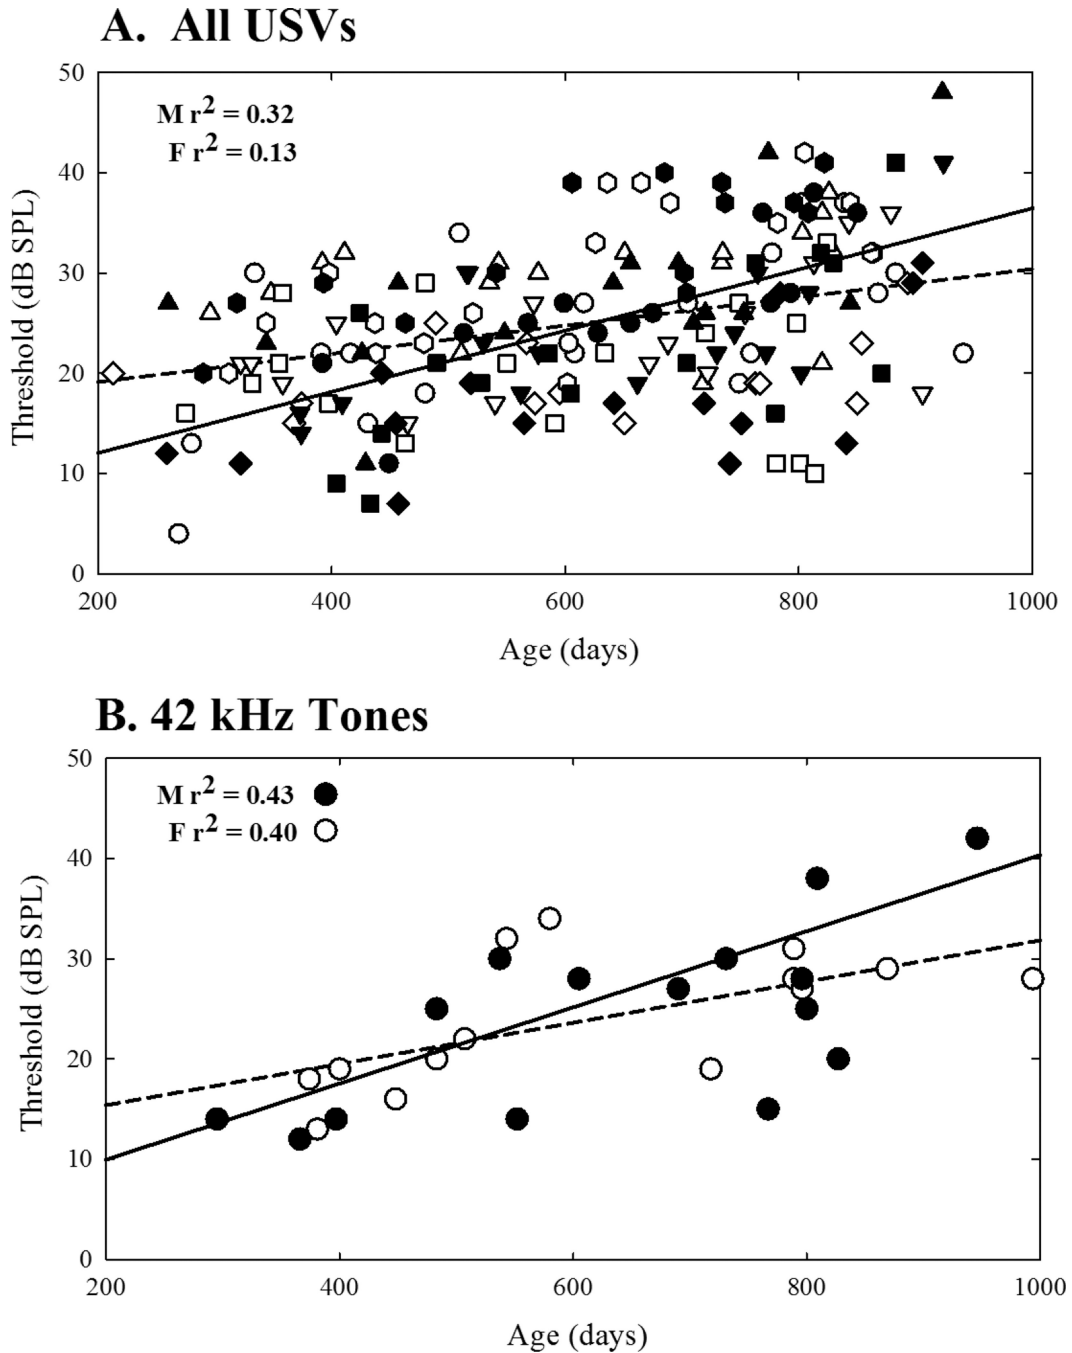 A. All USVs
50
M r² = 0.32
F r² = 0.13
40
30
20
10
0
Threshold (dB SPL)
200 400 600 800 1000
Age (days)
B. 42 kHz Tones
50
M r² = 0.43
F r² = 0.40
40
30
20
10
0
Threshold (dB SPL)
200 400 600 800 1000
Age (days)